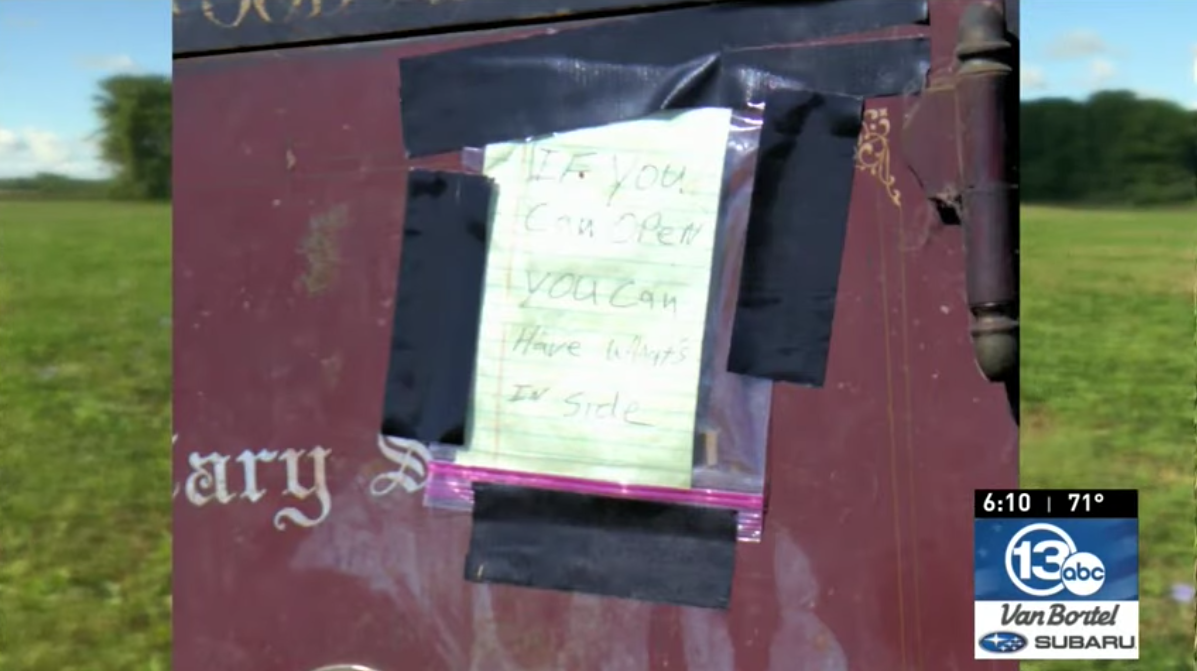 IF YOU
Can OPeN
YOU Can
Have What's
IN Side
ary D
6:10 | 71°
13 abc
Van Bortel
SUBARU